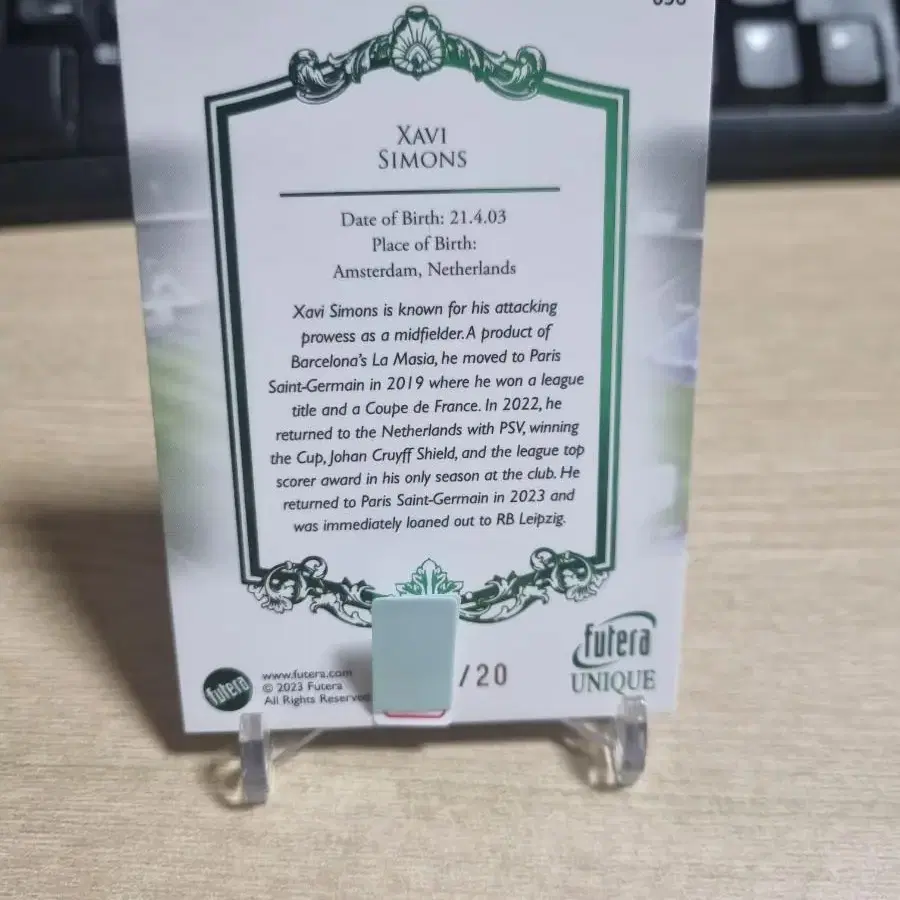 XAVI
SIMONS
Date of Birth: 21.4.03
Place of Birth:
Amsterdam, Netherlands
Xavi Simons is known for his attacking
prowess as a midfielder. A product of
Barcelona's La Masia, he moved to Paris
Saint-Germain in 2019 where he won a league
title and a Coupe de France. In 2022, he
returned to the Netherlands with PSV, winning
the Cup, Johan Cruyff Shield, and the league top
scorer award in his only season at the club. He
returned to Paris Saint-Germain in 2023 and
was immediately loaned out to RB Leipzig.
futera
www.futera.com
© 2023 Futera
All Rights Reserved
/20
futera
UNIQUE